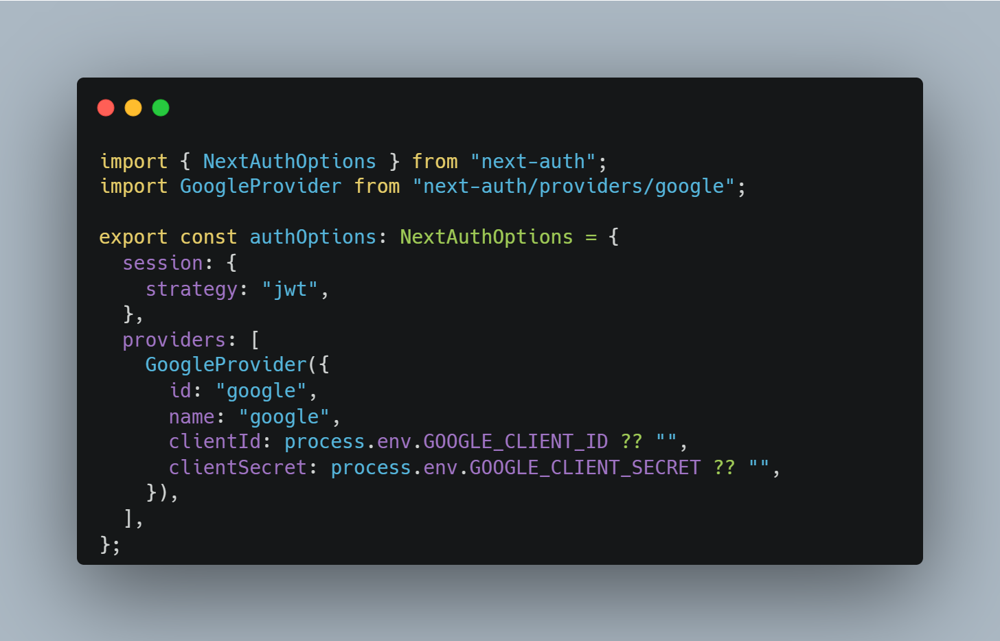 import { NextAuthOptions } from "next-auth";
import GoogleProvider from "next-auth/providers/google";

export const authOptions: NextAuthOptions = {
  session: {
    strategy: "jwt",
  },
  providers: [
    GoogleProvider({
      id: "google",
      name: "google",
      clientId: process.env.GOOGLE_CLIENT_ID ?? "",
      clientSecret: process.env.GOOGLE_CLIENT_SECRET ?? "",
    }),
  ],
};